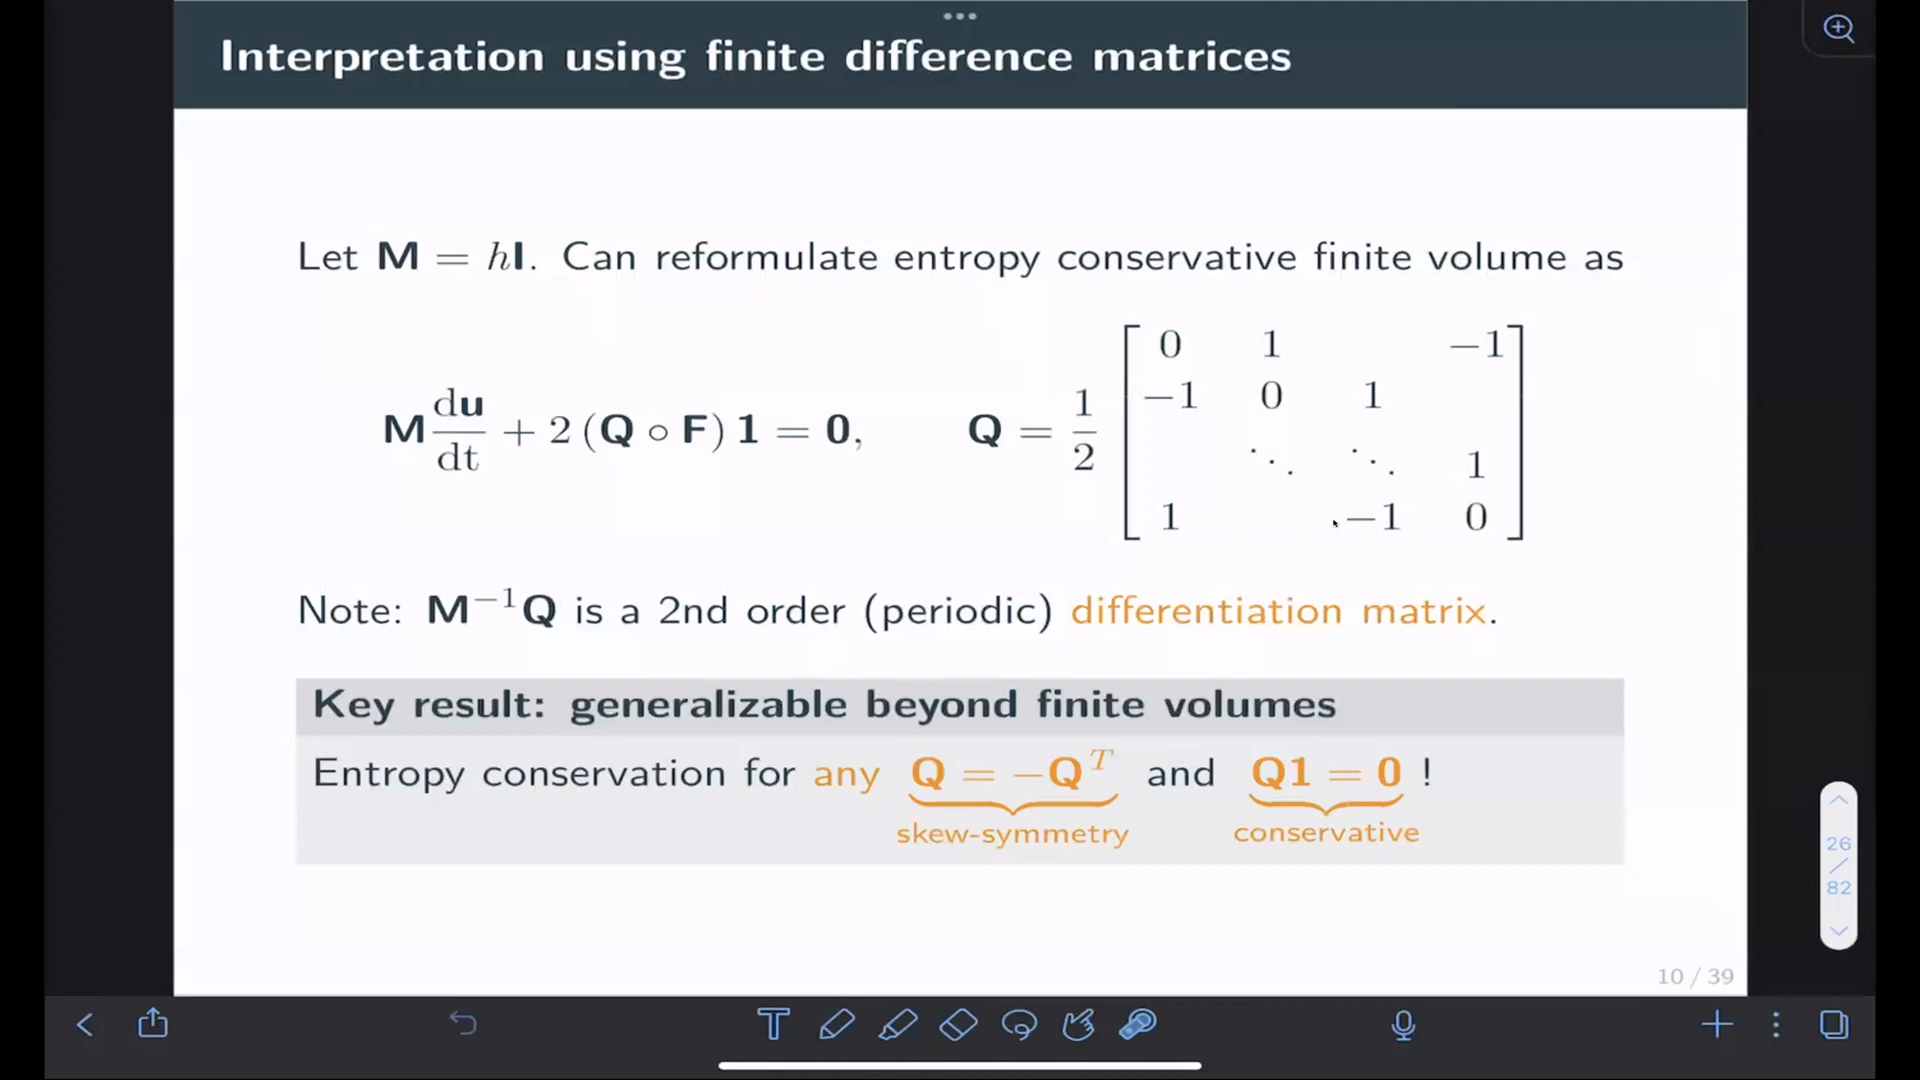 Interpretation using finite difference matrices
Let M = hI. Can reformulate entropy conservative finite volume as
M du/dt + 2 (Q ∘ F) 1 = 0, Q = 1/2
0 1 −1
−1 0 1
⋱ ⋱ 1
1 −1 0
Note: M⁻¹Q is a 2nd order (periodic) differentiation matrix.
Key result: generalizable beyond finite volumes
Entropy conservation for any Q = −Qᵀ and Q1 = 0 !
skew-symmetry conservative
26
/
82
10 / 39
T